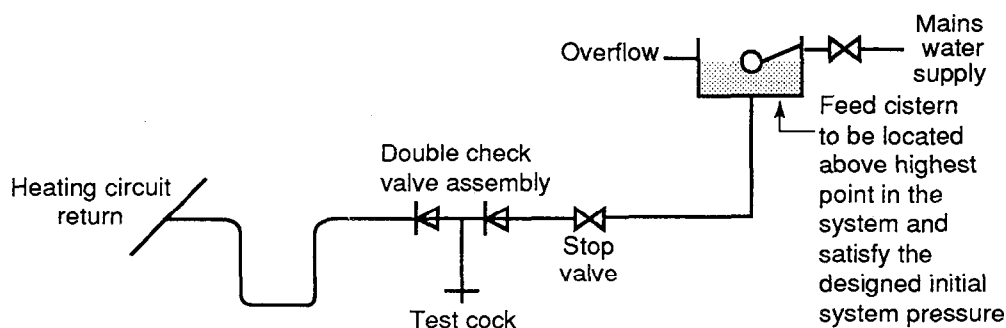 Mains
water
supply
Overflow
Feed cistern
to be located
above highest
point in the
system and
satisfy the
designed initial
system pressure
Double check
valve assembly
Heating circuit
return
Stop
valve
Test cock